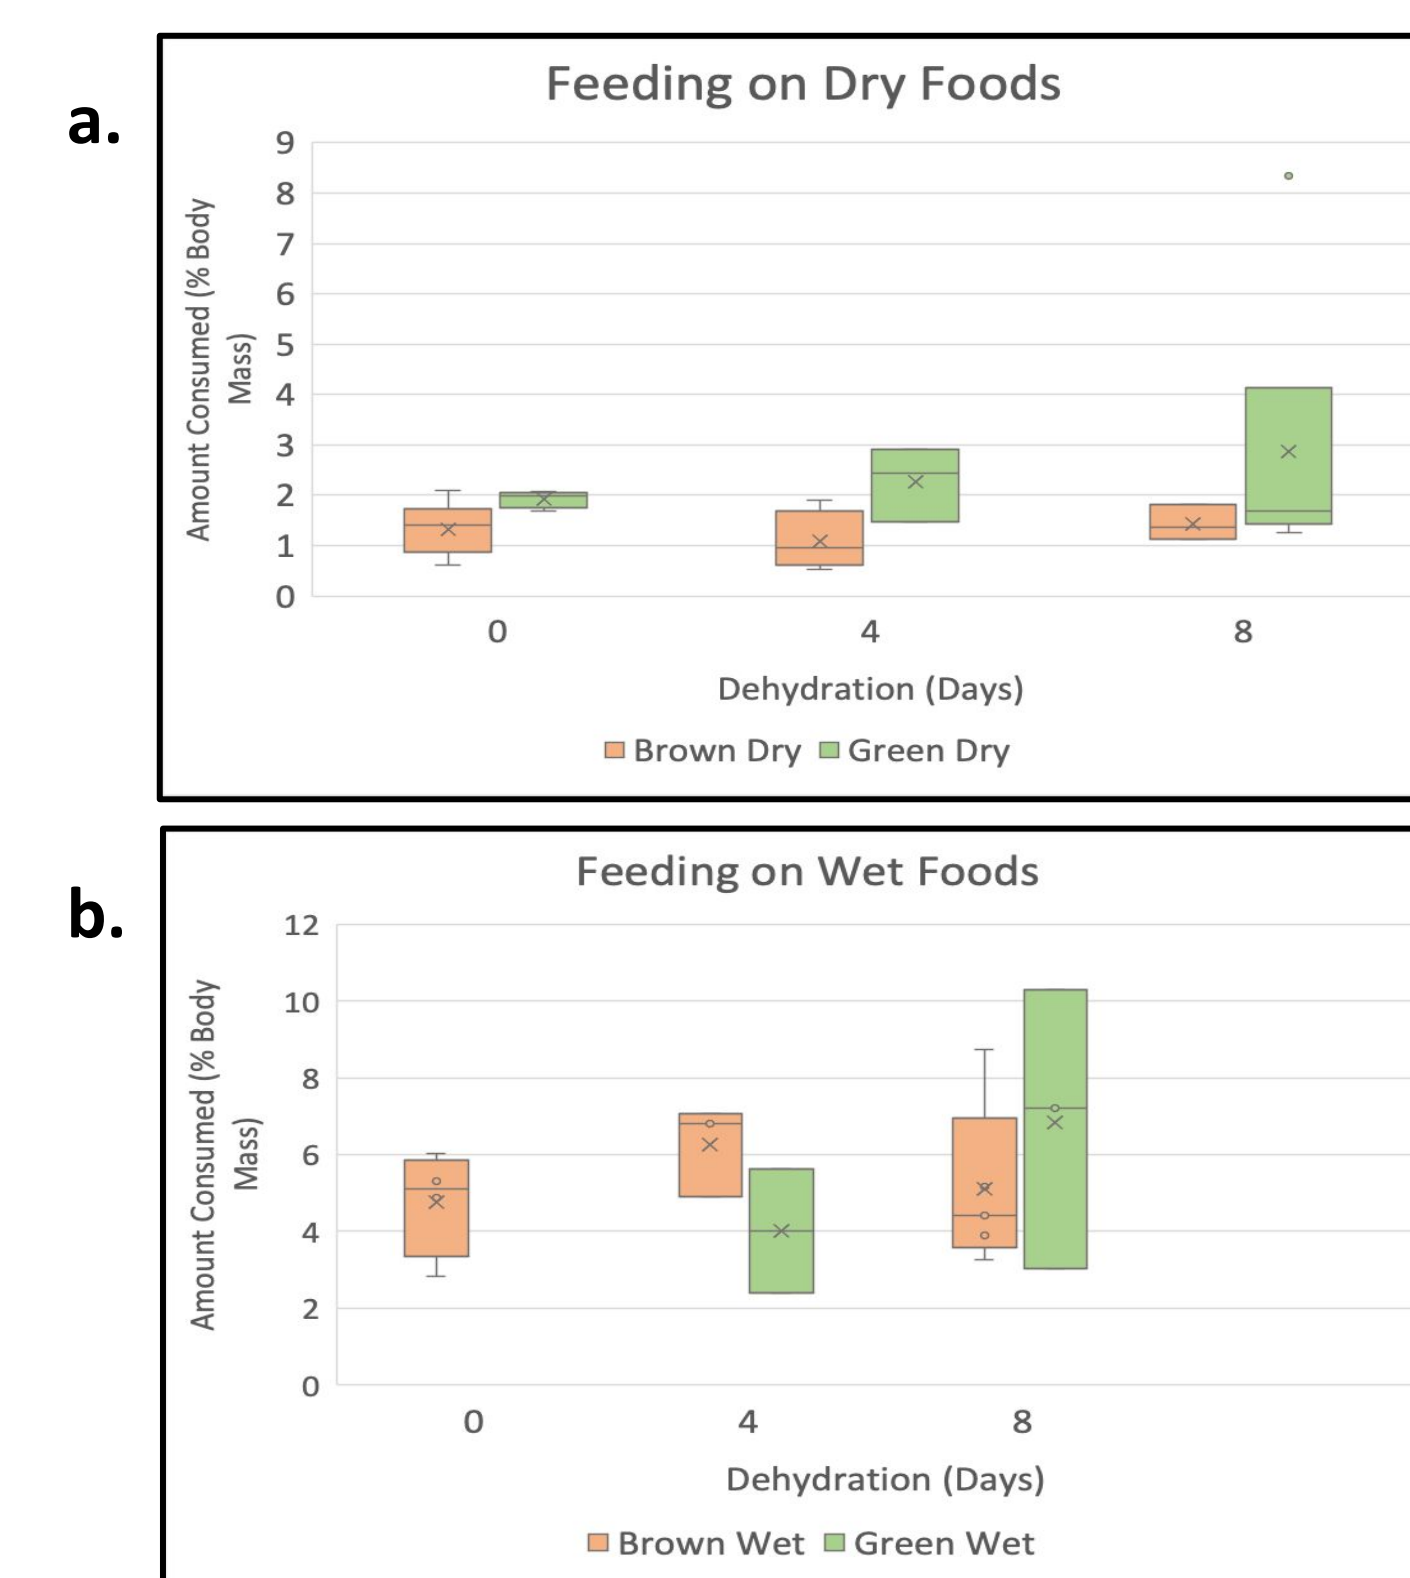 a.
Feeding on Dry Foods
Amount Consumed (% Body
Mass)
9
8
7
6
5
4
3
2
1
0
0 4 8
Dehydration (Days)
Brown Dry Green Dry
b.
Feeding on Wet Foods
Amount Consumed (% Body
Mass)
12
10
8
6
4
2
0
0 4 8
Dehydration (Days)
Brown Wet Green Wet